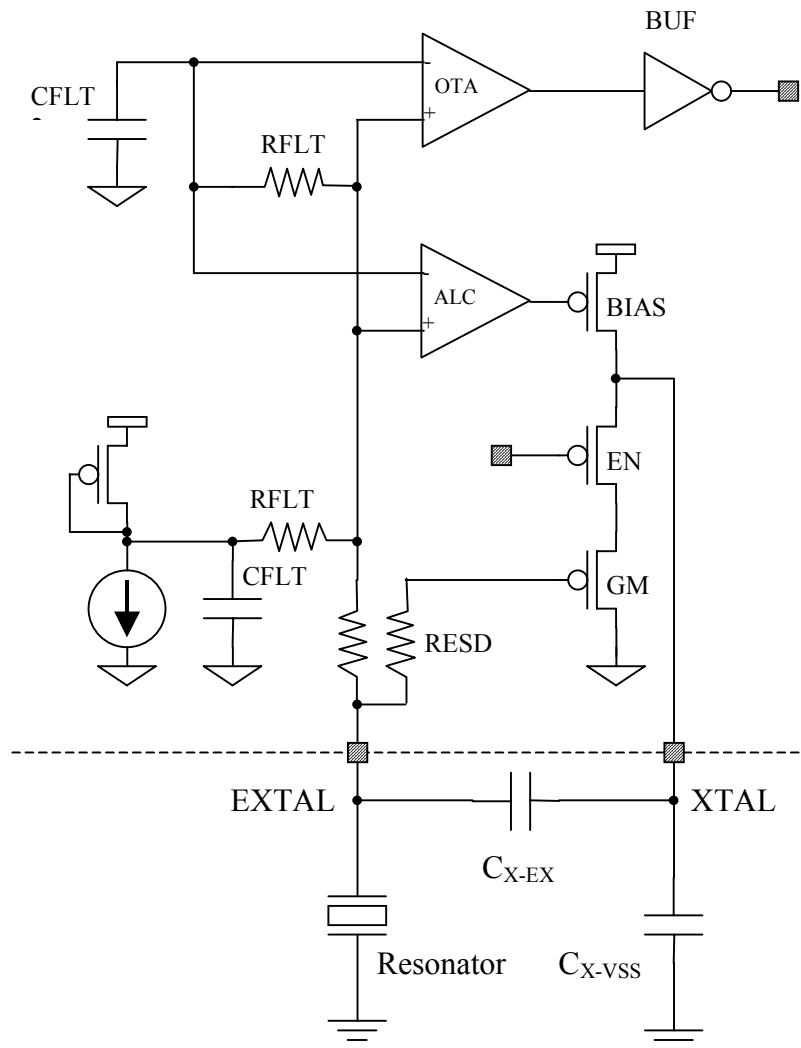 BUF
CFLT
-
OTA
+
RFLT
-
ALC
+
BIAS
EN
RFLT
CFLT
GM
RESD
EXTAL
XTAL
CX-EX
Resonator
CX-VSS